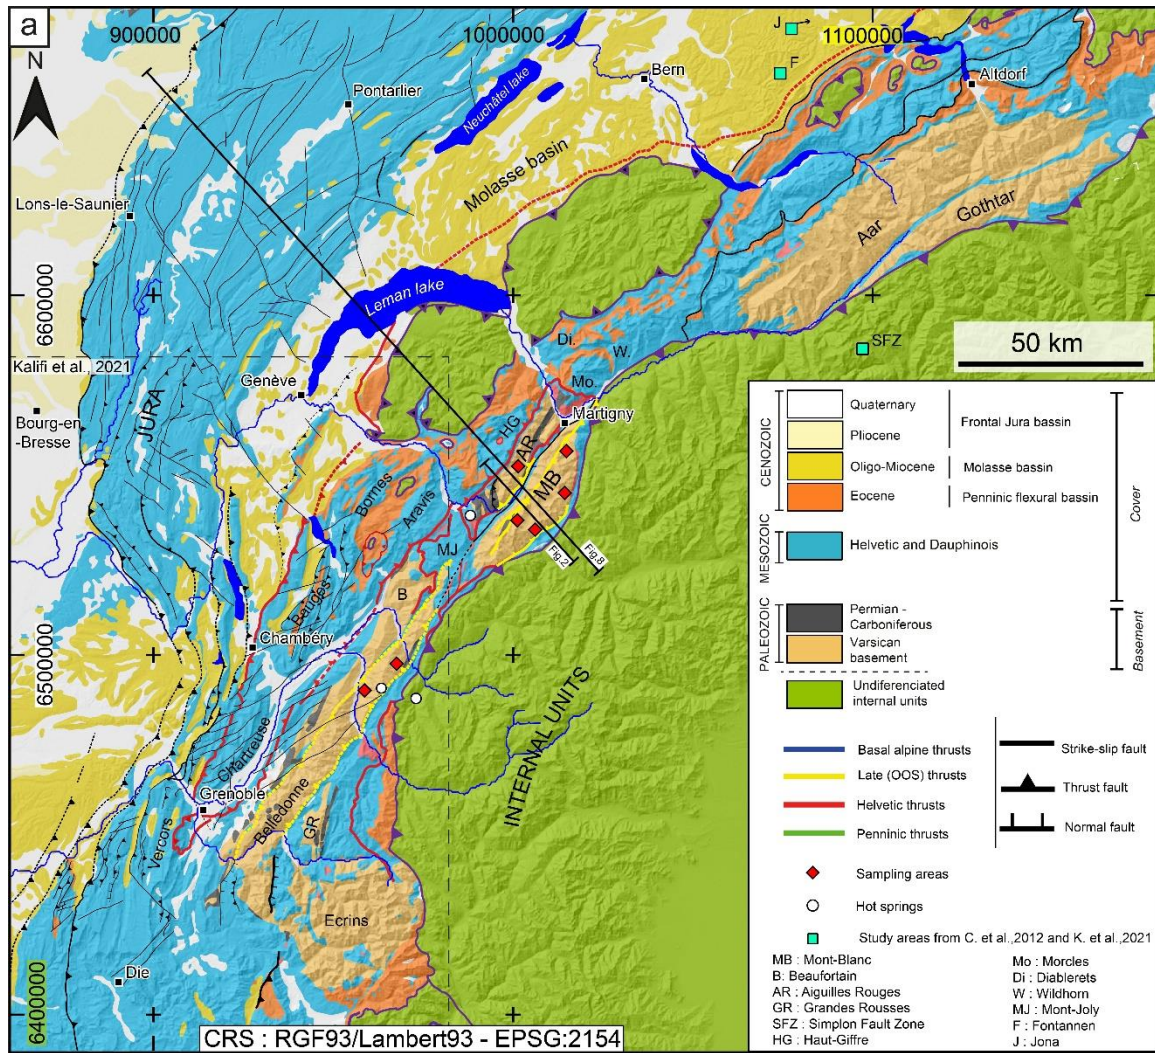 a
900000
1000000
J
1100000
F
N
Bern
Altdorf
Pontarlier
Neuchâtel lake
Molasse basin
Lons-le-Saunier
Aar
Gothtar
6600000
Leman lake
Di.
W.
SFZ
50 km
Kalifi et al., 2021
Genève
JURA
Mo.
Bourg-en
-Bresse
HG
Martigny
AR
MB
Bornes
Aravis
MJ
Fig.2
Fig.8
B
Bauges
Chambéry
6500000
INTERNAL UNITS
Chartreuse
Grenoble
Belledonne
GR
Vercors
Ecrins
Die
6400000
CRS : RGF93/Lambert93 - EPSG:2154
CENOZOIC
Quaternary
Pliocene
Frontal Jura bassin
Oligo-Miocene
Molasse bassin
Eocene
Penninic flexural bassin
Cover
MESOZOIC
Helvetic and Dauphinois
PALEOZOIC
Permian -
Carboniferous
Varsican
basement
Basement
Undiferenciated
internal units
Basal alpine thrusts
Strike-slip fault
Late (OOS) thrusts
Thrust fault
Helvetic thrusts
Penninic thrusts
Normal fault
Sampling areas
Hot springs
Study areas from C. et al.,2012 and K. et al.,2021
MB : Mont-Blanc
B: Beaufortain
AR : Aiguilles Rouges
GR : Grandes Rousses
SFZ : Simplon Fault Zone
HG : Haut-Giffre
Mo : Morcles
Di : Diablerets
W : Wildhorn
MJ : Mont-Joly
F : Fontannen
J : Jona